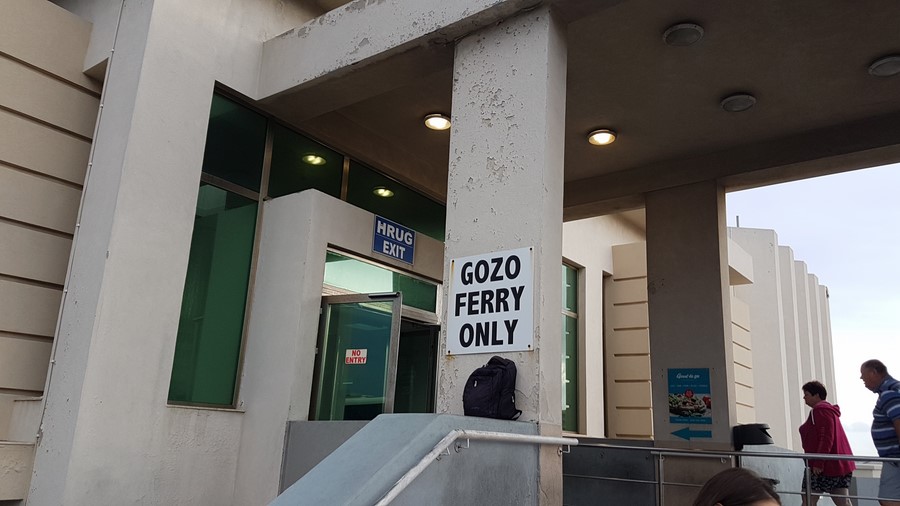 HRUG
EXIT
GOZO
FERRY
ONLY
NO
ENTRY